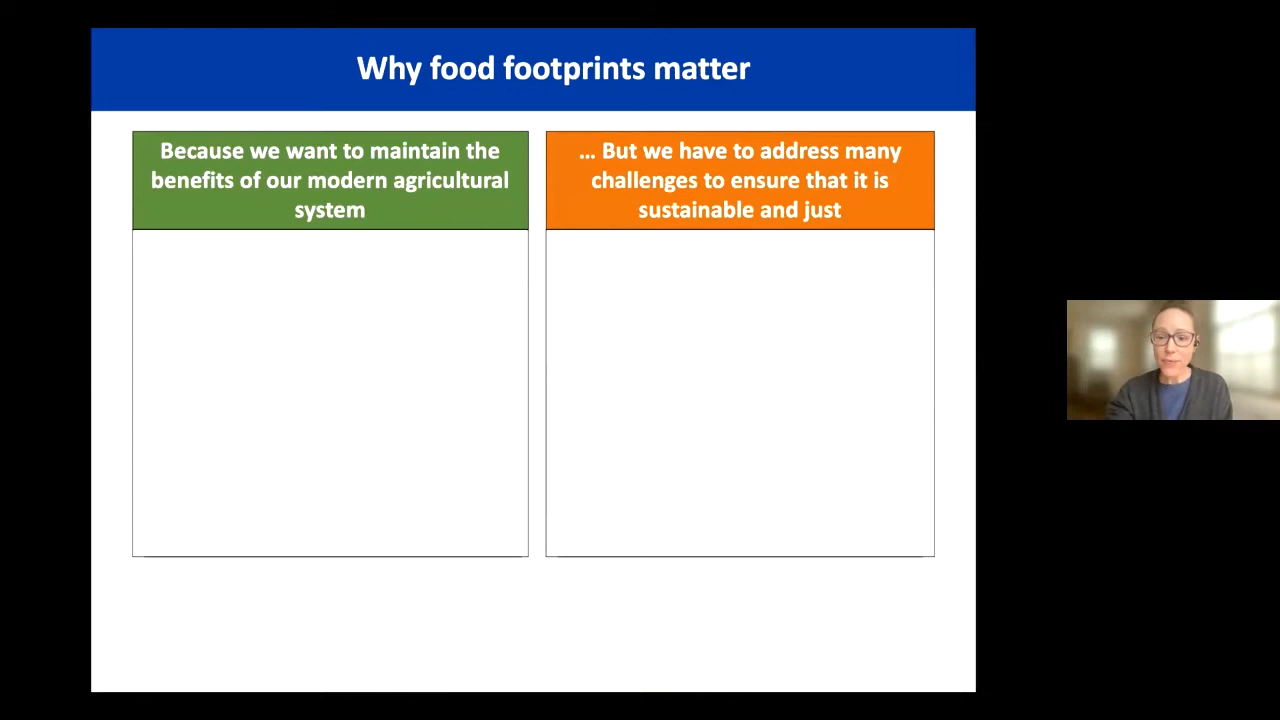 Why food footprints matter
Because we want to maintain the
benefits of our modern agricultural
system
... But we have to address many
challenges to ensure that it is
sustainable and just